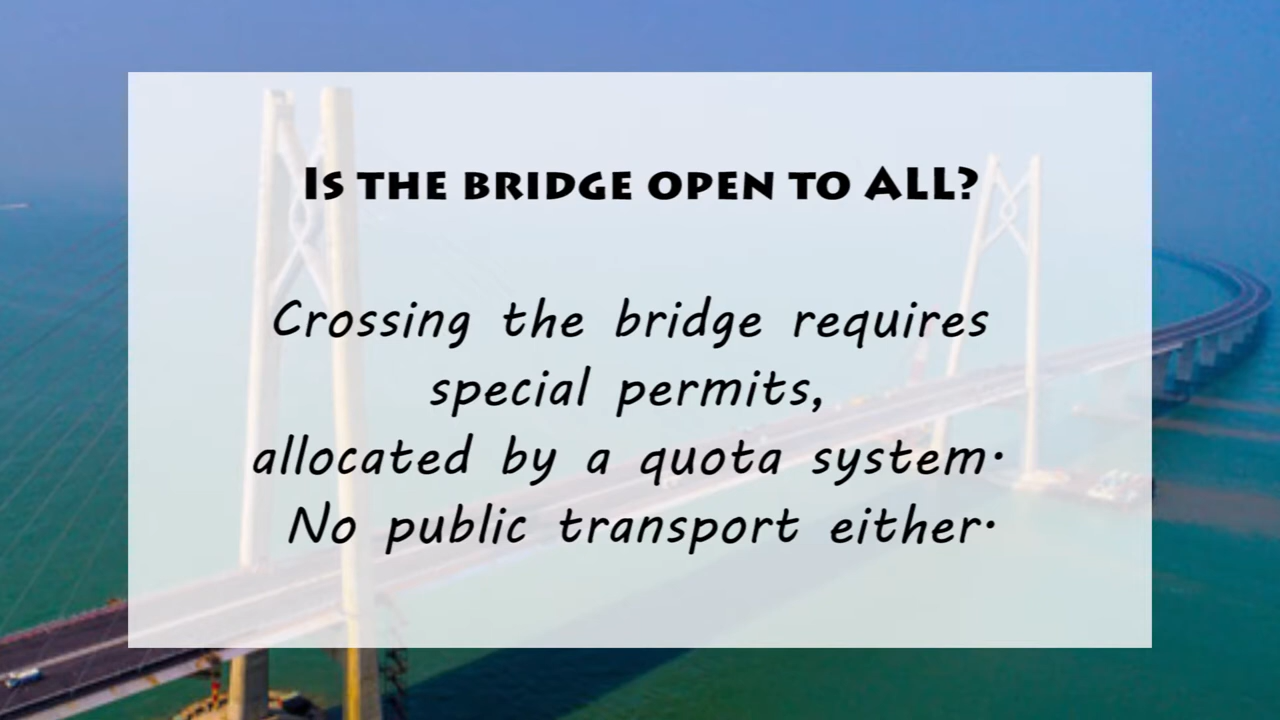 Is the bridge open to ALL?
Crossing the bridge requires
special permits,
allocated by a quota system.
No public transport either.